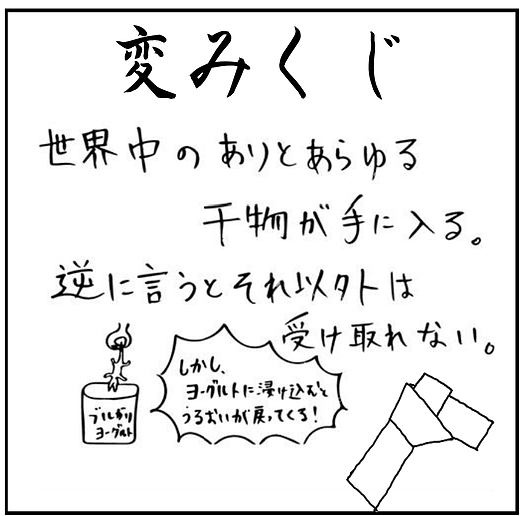 変みくじ
世界中のありとあらゆる
干物が手に入る。
逆に言うとそれ以外は
受け取れない。
しかし、
ヨーグルトに浸け込むと
うるおいが戻ってくる!
ブルガリ
ヨーグルト